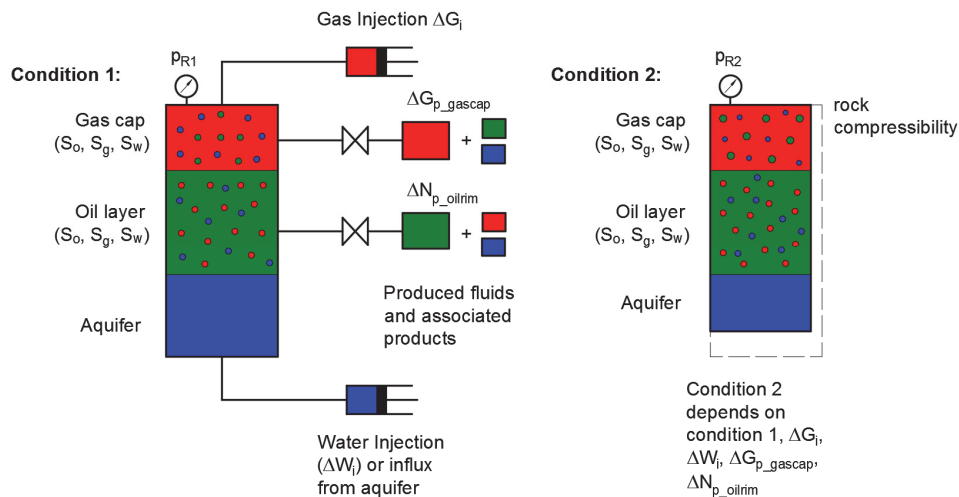 Gas Injection ΔGi
Condition 1:
pR1
Gas cap
(So, Sg, Sw)
ΔGp_gascap
+
Oil layer
(So, Sg, Sw)
ΔNp_oilrim
+
Aquifer
Produced fluids
and associated
products
Water Injection
(ΔWi) or influx
from aquifer
Condition 2:
pR2
rock
compressibility
Gas cap
(So, Sg, Sw)
Oil layer
(So, Sg, Sw)
Aquifer
Condition 2
depends on
condition 1, ΔGi,
ΔWi, ΔGp_gascap,
ΔNp_oilrim